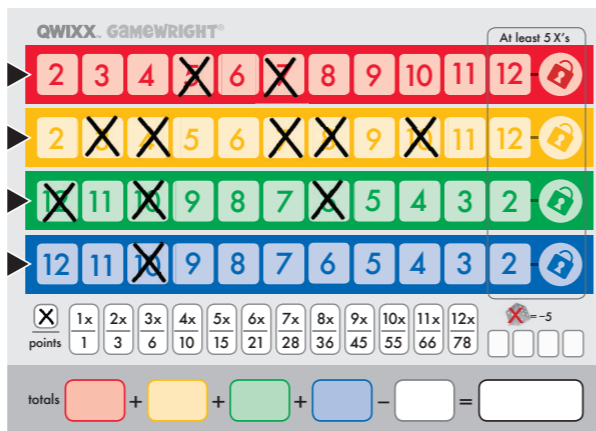 QWIXX™ GAMEWRIGHT®
At least 5 X's
2 3 4 5 6 7 8 9 10 11 12 -
2 3 4 5 6 7 8 9 10 11 12 -
12 11 10 9 8 7 6 5 4 3 2 -
12 11 10 9 8 7 6 5 4 3 2 -
X 1x 2x 3x 4x 5x 6x 7x 8x 9x 10x 11x 12x X = -5
points 1 3 6 10 15 21 28 36 45 55 66 78
totals + + + - =